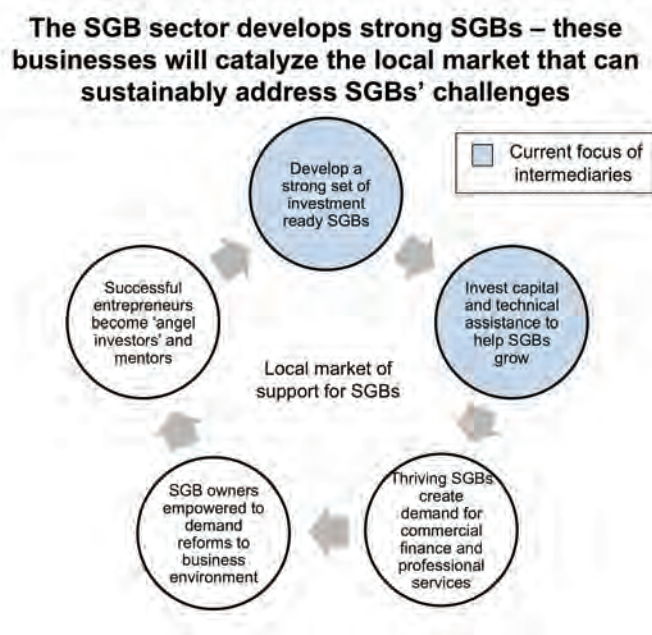 The SGB sector develops strong SGBs – these
businesses will catalyze the local market that can
sustainably address SGBs' challenges
Current focus of
intermediaries
Develop a
strong set of
investment
ready SGBs
Invest capital
and technical
assistance to
help SGBs
grow
Thriving SGBs
create
demand for
commercial
finance and
professional
services
SGB owners
empowered to
demand
reforms to
business
environment
Successful
entrepreneurs
become 'angel
investors' and
mentors
Local market of
support for SGBs